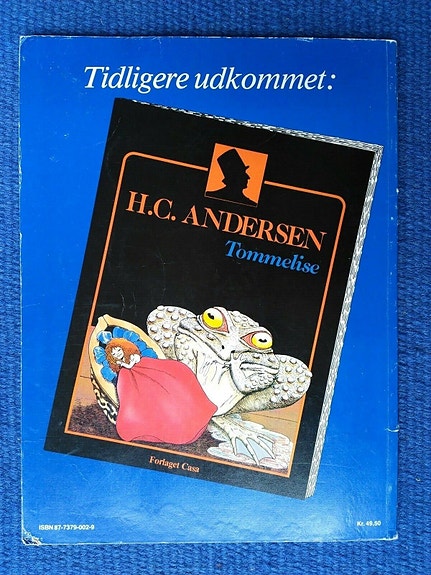 Tidligere udkommet:
H.C. ANDERSEN
Tommelise
Forlaget Casa
ISBN 87-7379-002-9
Kr. 49,50